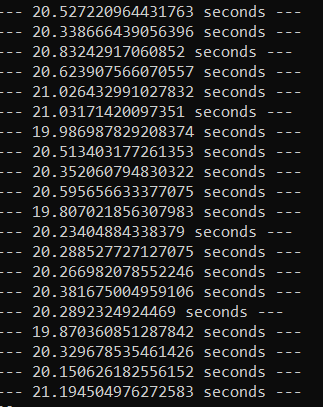 --- 20.527220964431763 seconds ---
--- 20.338666439056396 seconds ---
--- 20.83242917060852 seconds ---
--- 20.623907566070557 seconds ---
--- 21.026432991027832 seconds ---
--- 21.03171420097351 seconds ---
--- 19.986987829208374 seconds ---
--- 20.513403177261353 seconds ---
--- 20.352060794830322 seconds ---
--- 20.595656633377075 seconds ---
--- 19.807021856307983 seconds ---
--- 20.23404884338379 seconds ---
--- 20.288527727127075 seconds ---
--- 20.266982078552246 seconds ---
--- 20.381675004959106 seconds ---
--- 20.2892324924469 seconds ---
--- 19.870360851287842 seconds ---
--- 20.329678535461426 seconds ---
--- 20.150626182556152 seconds ---
--- 21.194504976272583 seconds ---